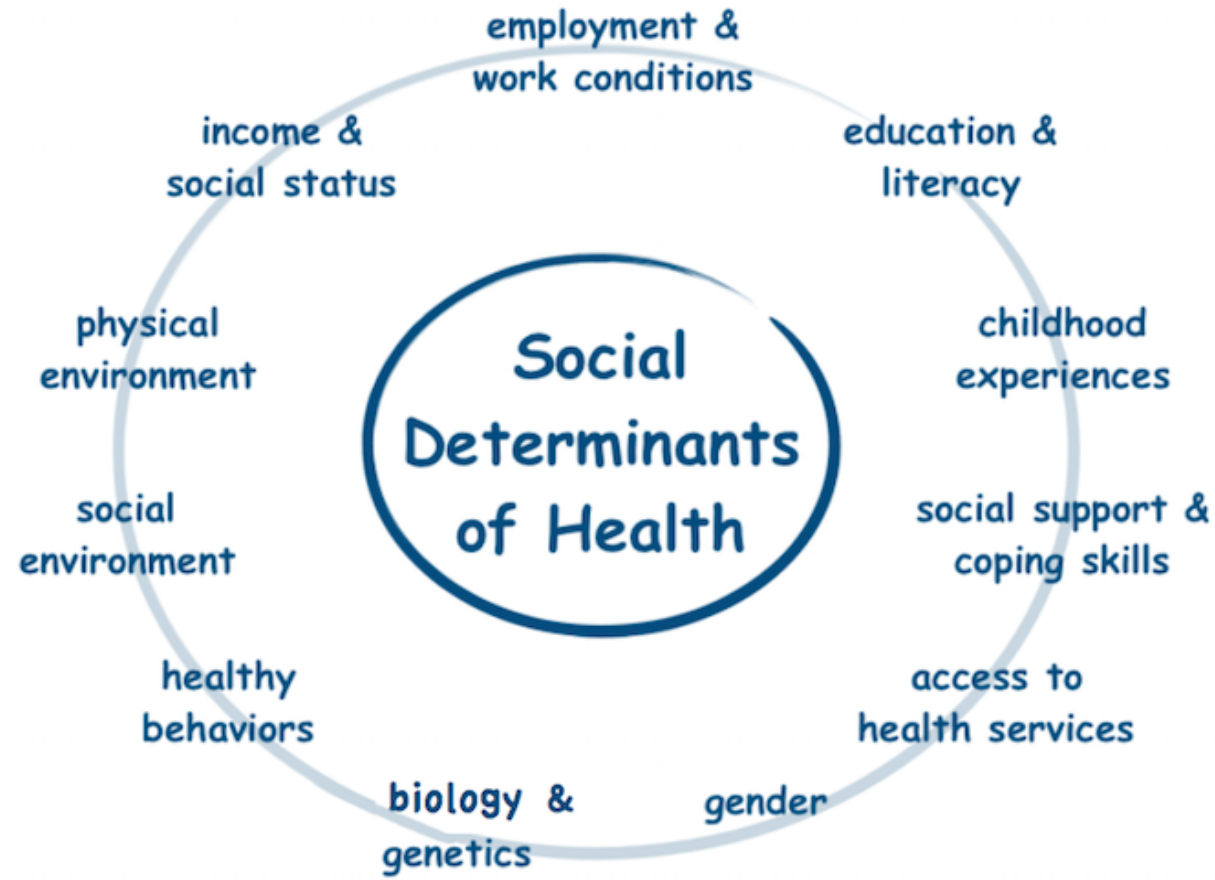 employment &
work conditions
education &
literacy
childhood
experiences
social support &
coping skills
access to
health services
gender
biology &
genetics
healthy
behaviors
social
environment
physical
environment
income &
social status
Social
Determinants
of Health